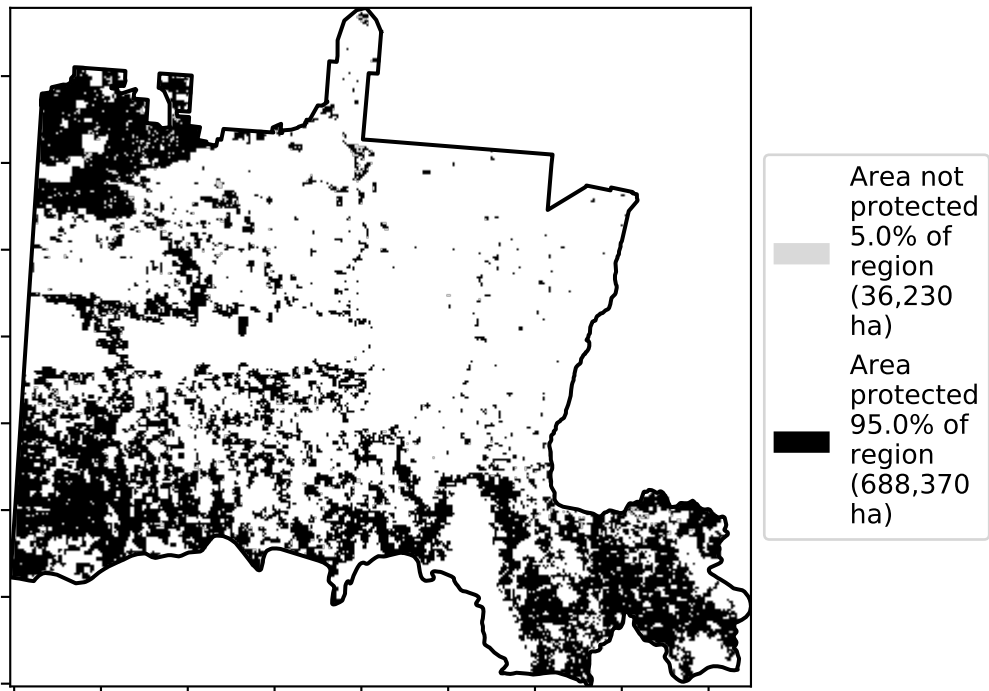 Area not
protected
5.0% of
region
(36,230
ha)
Area
protected
95.0% of
region
(688,370
ha)